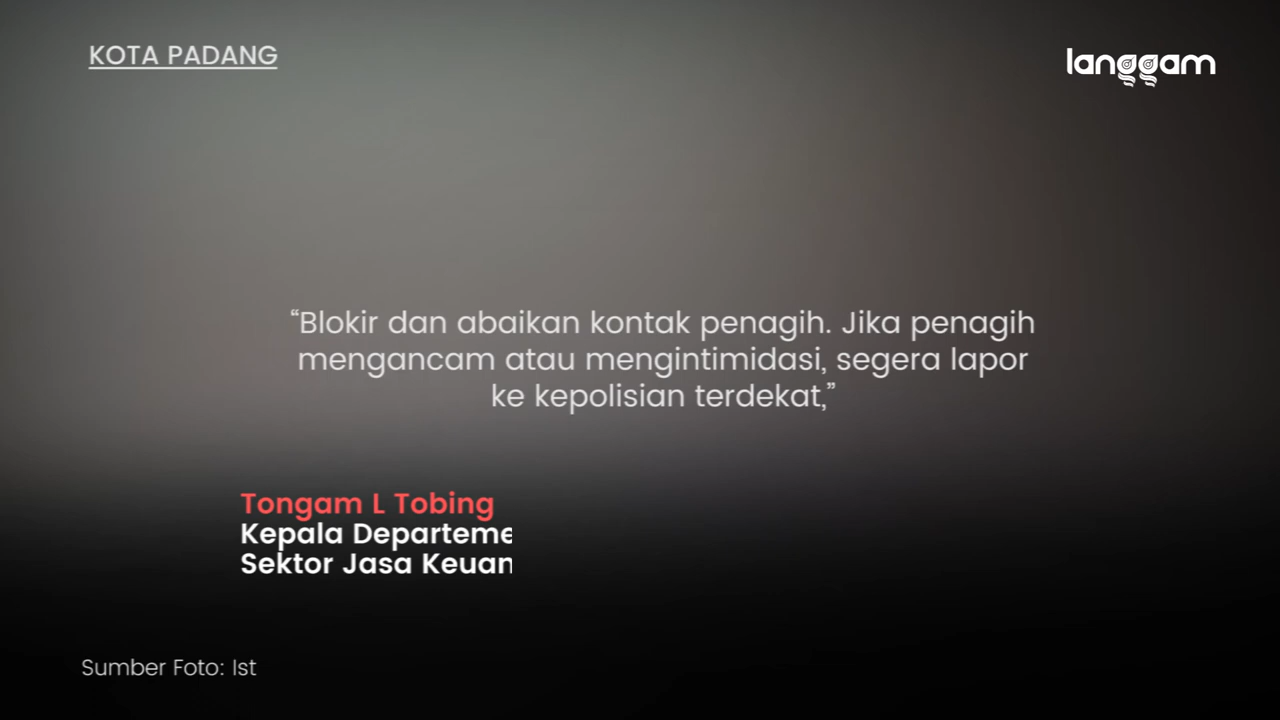 KOTA PADANG
langgam
“Blokir dan abaikan kontak penagih. Jika penagih
mengancam atau mengintimidasi, segera lapor
ke kepolisian terdekat,”
Tongam L Tobing
Kepala Departeme
Sektor Jasa Keuan
Sumber Foto: Ist